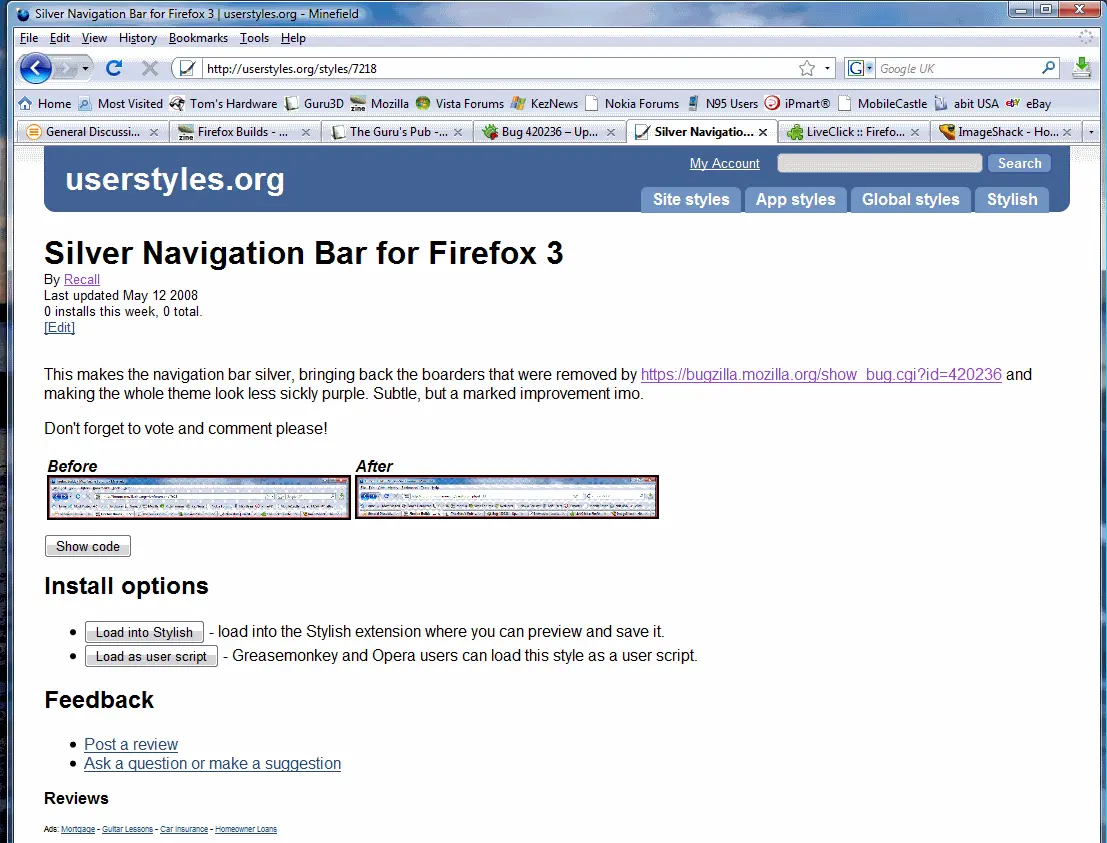 Silver Navigation Bar for Firefox 3 | userstyles.org - Minefield
File Edit View History Bookmarks Tools Help
http://userstyles.org/styles/7218 G Google UK
Home Most Visited Tom's Hardware Guru3D zine Mozilla Vista Forums KezNews Nokia Forums N95 Users iPmart® MobileCastle abit USA eBay
General Discussi... zine Firefox Builds - ... The Guru's Pub -... Bug 420236 – Up... Silver Navigatio... LiveClick :: Firefo... ImageShack - Ho...
userstyles.org
My Account Search
Site styles App styles Global styles Stylish
Silver Navigation Bar for Firefox 3
By Recall
Last updated May 12 2008
0 installs this week, 0 total.
[Edit]
This makes the navigation bar silver, bringing back the boarders that were removed by https://bugzilla.mozilla.org/show_bug.cgi?id=420236 and
making the whole theme look less sickly purple. Subtle, but a marked improvement imo.
Don't forget to vote and comment please!
Before After
Show code
Install options
Load into Stylish - load into the Stylish extension where you can preview and save it.
Load as user script - Greasemonkey and Opera users can load this style as a user script.
Feedback
Post a review
Ask a question or make a suggestion
Reviews
Ads: Mortgage - Guitar Lessons - Car Insurance - Homeowner Loans